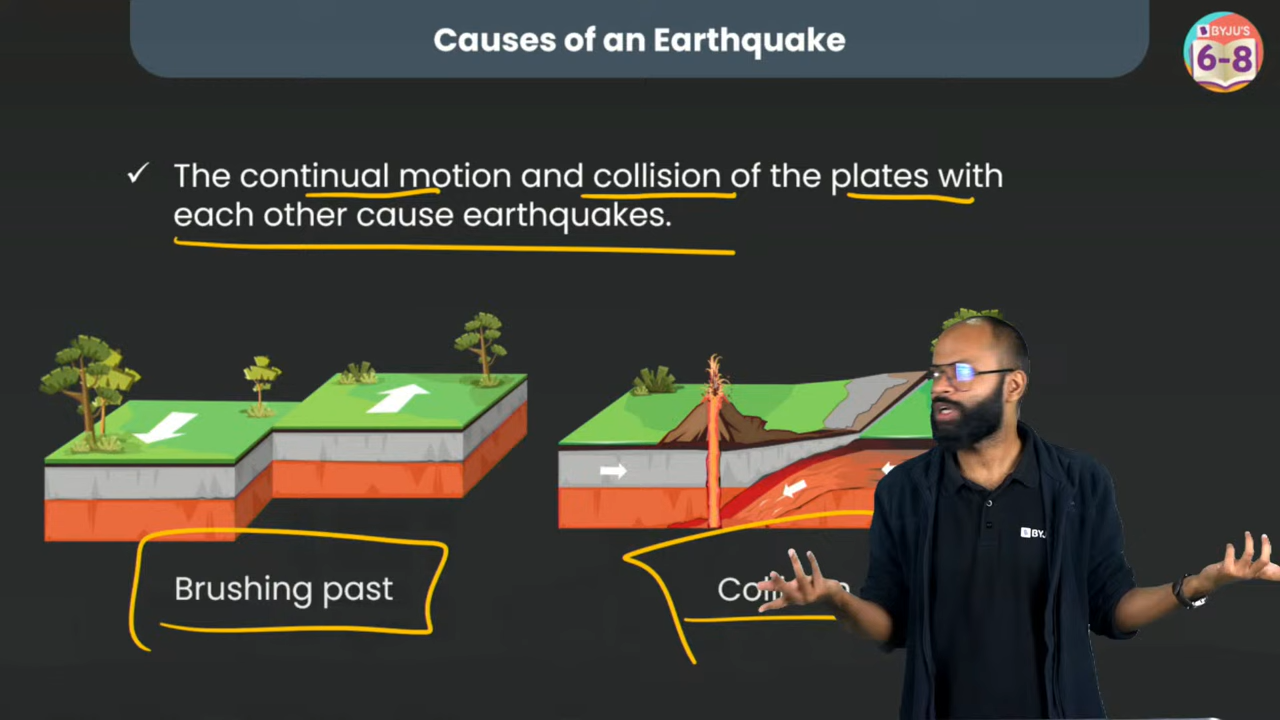 Causes of an Earthquake
BYJU'S
6-8
✓ The continual motion and collision of the plates with
each other cause earthquakes.
Brushing past